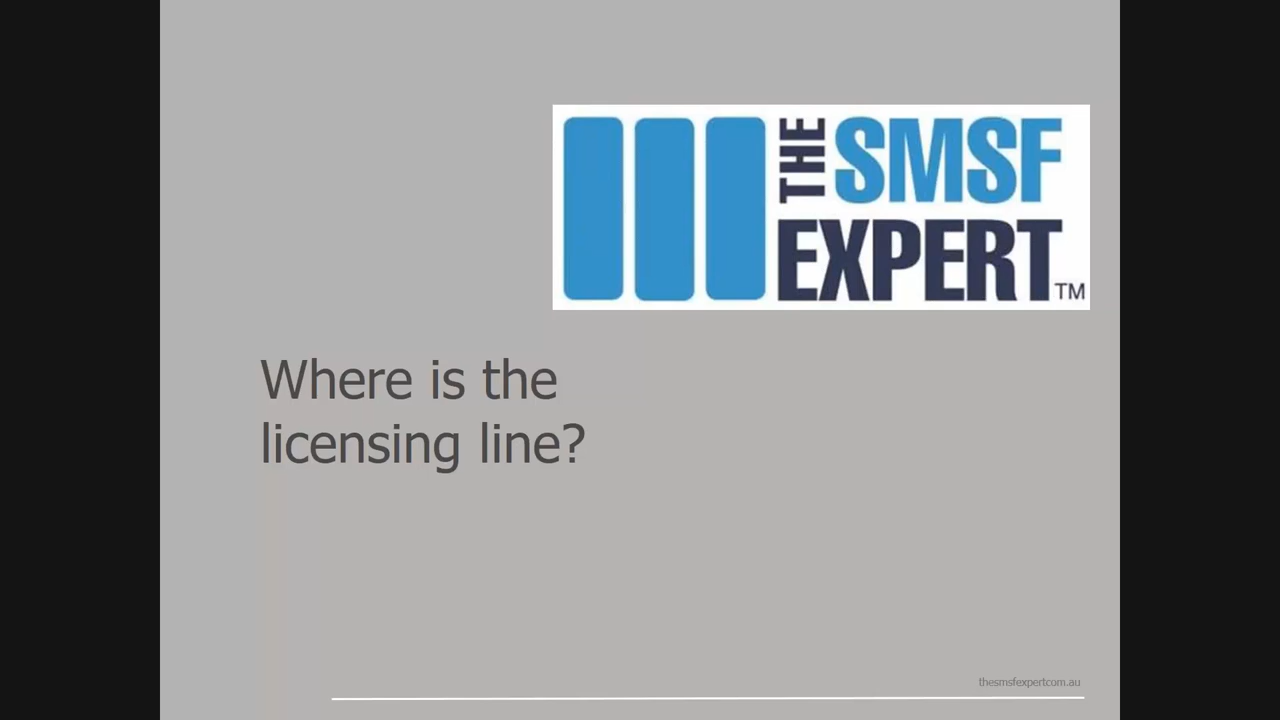 THE SMSF
EXPERT TM
Where is the
licensing line?
thesmsfexpertcom.au